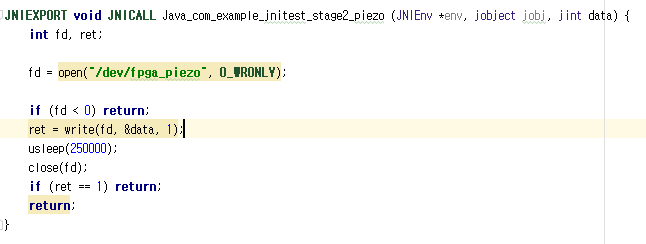 JNIEXPORT void JNICALL Java_com_example_jnitest_stage2_piezo (JNIEnv *env, jobject jobj, jint data) {
int fd, ret;
fd = open("/dev/fpga_piezo", O_WRONLY);
if (fd < 0) return;
ret = write(fd, &data, 1);
usleep(250000);
close(fd);
if (ret == 1) return;
return;
}